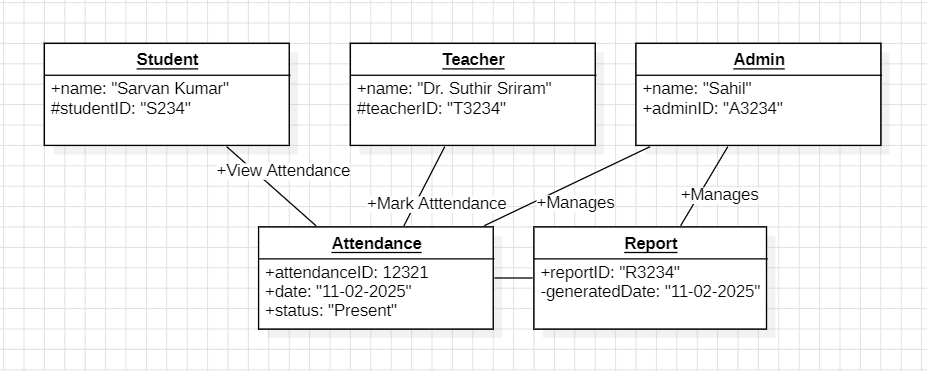 Student
+name: "Sarvan Kumar"
#studentID: "S234"
Teacher
+name: "Dr. Suthir Sriram"
#teacherID: "T3234"
Admin
+name: "Sahil"
+adminID: "A3234"
+View Attendance
+Mark Atttendance
+Manages
+Manages
Attendance
+attendanceID: 12321
+date: "11-02-2025"
+status: "Present"
Report
+reportID: "R3234"
-generatedDate: "11-02-2025"